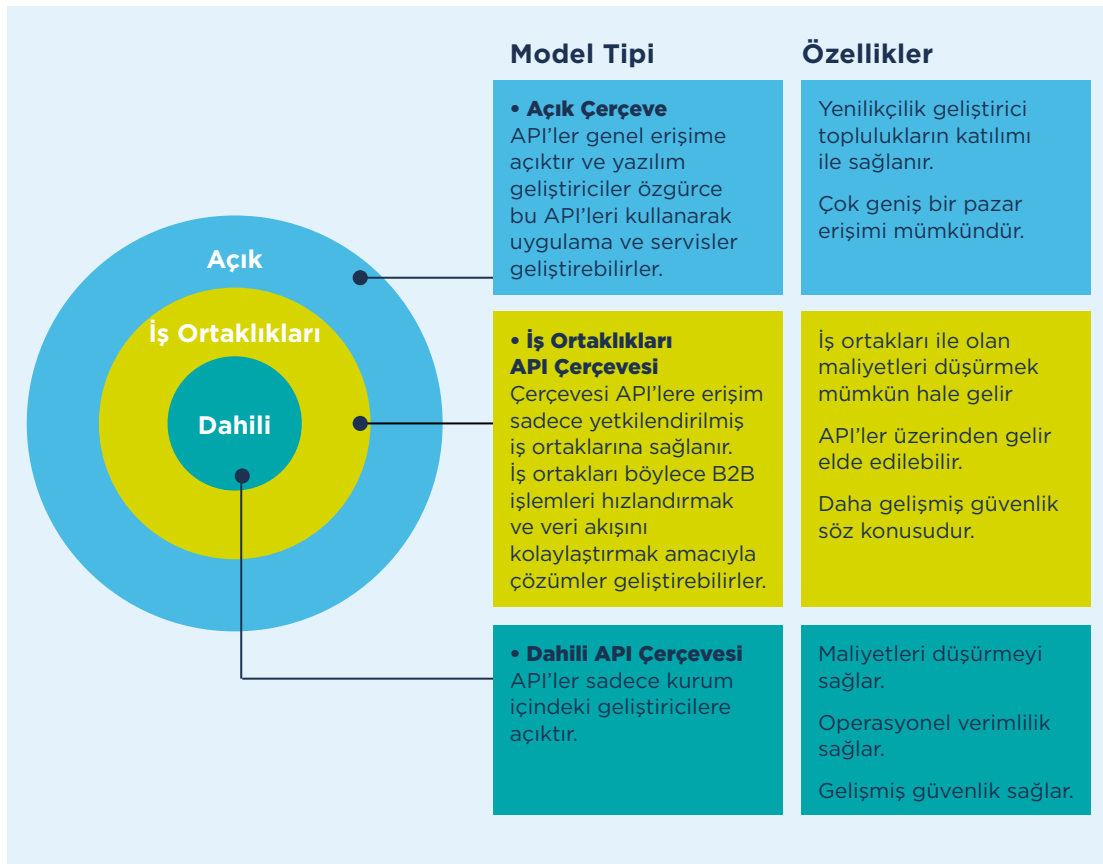 Model Tipi
Özellikler
Açık
İş Ortaklıkları
Dahili
• Açık Çerçeve
API’ler genel erişime
açıktır ve yazılım
geliştiriciler özgürce
bu API’leri kullanarak
uygulama ve servisler
geliştirebilirler.
Yenilikçilik geliştirici
toplulukların katılımı
ile sağlanır.
Çok geniş bir pazar
erişimi mümkündür.
• İş Ortaklıkları
API Çerçevesi
Çerçevesi API’lere erişim
sadece yetkilendirilmiş
iş ortaklarına sağlanır.
İş ortakları böylece B2B
işlemleri hızlandırmak
ve veri akışını
kolaylaştırmak amacıyla
çözümler geliştirebilirler.
İş ortakları ile olan
maliyetleri düşürmek
mümkün hale gelir
API’ler üzerinden gelir
elde edilebilir.
Daha gelişmiş güvenlik
söz konusudur.
• Dahili API Çerçevesi
API’ler sadece kurum
içindeki geliştiricilere
açıktır.
Maliyetleri düşürmeyi
sağlar.
Operasyonel verimlilik
sağlar.
Gelişmiş güvenlik sağlar.